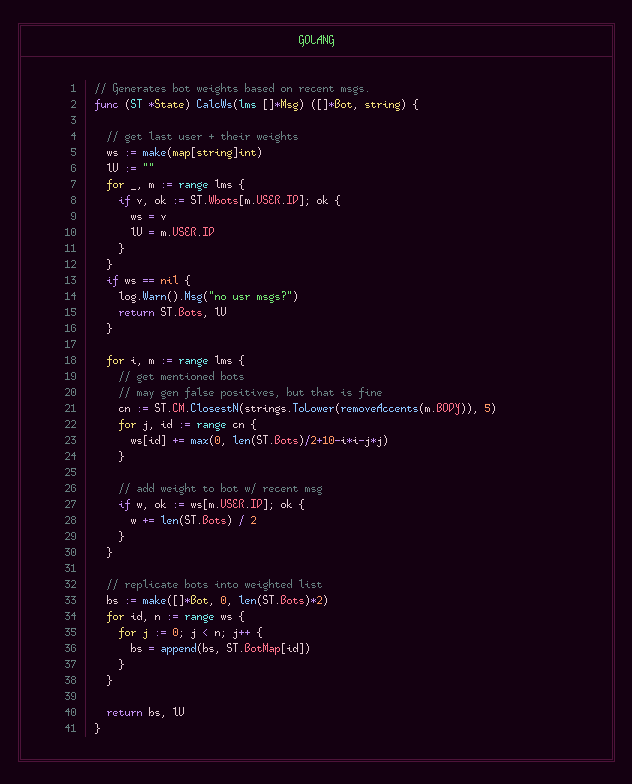 GOLANG
1 // Generates bot weights based on recent msgs.
2 func (ST *State) CalcWs(lms []*Msg) ([]*Bot, string) {
3
4   // get last user + their weights
5   ws := make(map[string]int)
6   lU := ""
7   for _, m := range lms {
8     if v, ok := ST.Wbots[m.USER.ID]; ok {
9       ws = v
10       lU = m.USER.ID
11     }
12   }
13   if ws == nil {
14     log.Warn().Msg("no usr msgs?")
15     return ST.Bots, lU
16   }
17
18   for i, m := range lms {
19     // get mentioned bots
20     // may gen false positives, but that is fine
21     cn := ST.CM.ClosestN(strings.ToLower(removeAccents(m.BODY)), 5)
22     for j, id := range cn {
23       ws[id] += max(0, len(ST.Bots)/2+10-i*i-j*j)
24     }
25
26     // add weight to bot w/ recent msg
27     if w, ok := ws[m.USER.ID]; ok {
28       w += len(ST.Bots) / 2
29     }
30   }
31
32   // replicate bots into weighted list
33   bs := make([]*Bot, 0, len(ST.Bots)*2)
34   for id, n := range ws {
35     for j := 0; j < n; j++ {
36       bs = append(bs, ST.BotMap[id])
37     }
38   }
39
40   return bs, lU
41 }